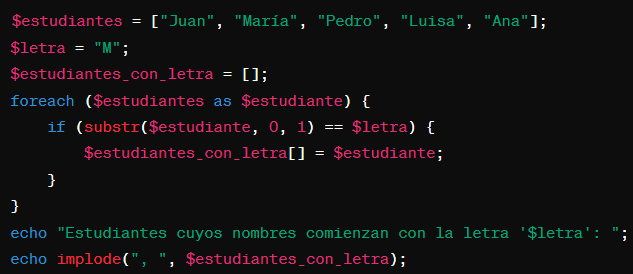 $estudiantes = ["Juan", "María", "Pedro", "Luisa", "Ana"];
$letra = "M";
$estudiantes_con_letra = [];
foreach ($estudiantes as $estudiante) {
    if (substr($estudiante, 0, 1) == $letra) {
        $estudiantes_con_letra[] = $estudiante;
    }
}
echo "Estudiantes cuyos nombres comienzan con la letra '$letra': ";
echo implode(", ", $estudiantes_con_letra);